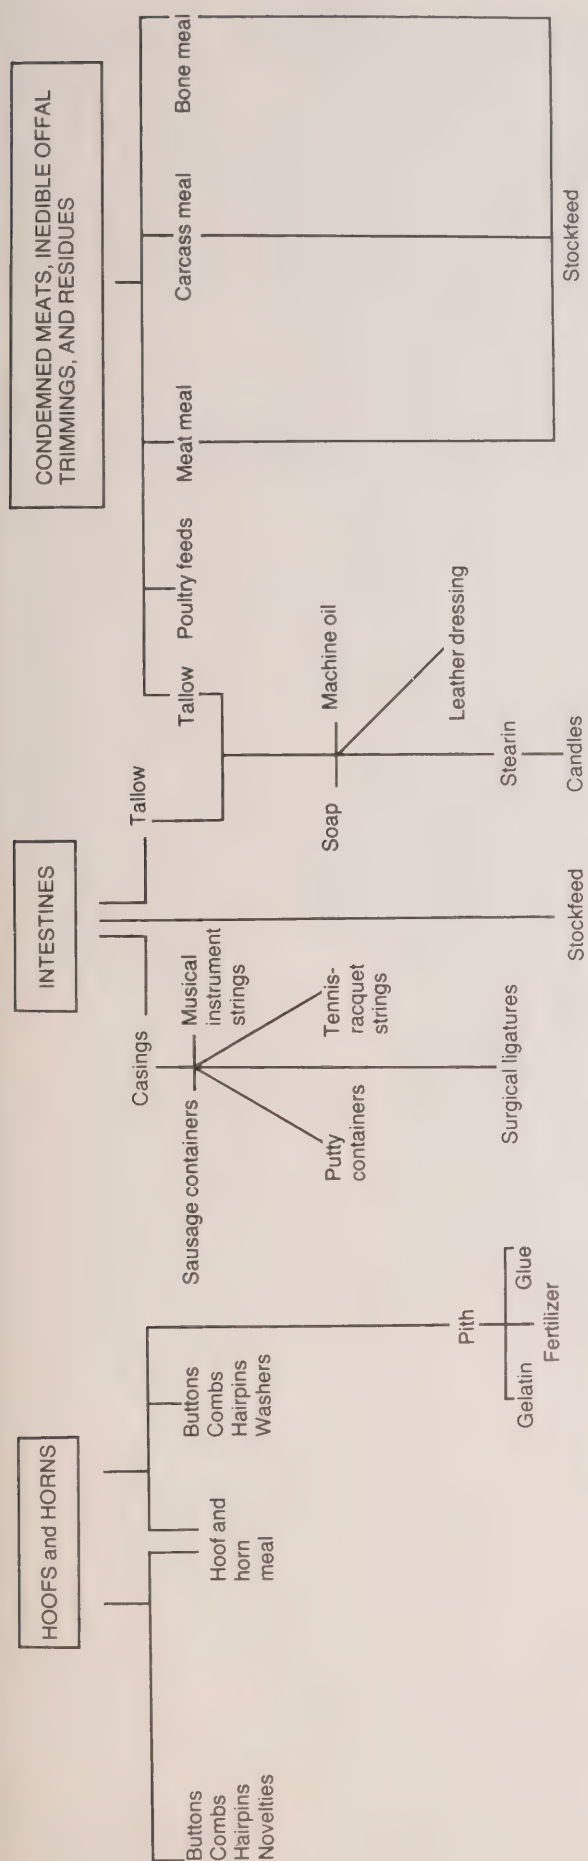 HOOFS and HORNS
Buttons
Combs
Hairpins
Novelties
Hoof and
horn
meal
Buttons
Combs
Hairpins
Washers
Pith
Gelatin
Glue
Fertilizer
INTESTINES
Casings
Sausage containers
Musical
instrument
strings
Putty
containers
Tennis-
racquet
strings
Surgical ligatures
Stockfeed
Tallow
CONDEMNED MEATS, INEDIBLE OFFAL
TRIMMINGS, AND RESIDUES
Tallow
Poultry feeds
Meat meal
Carcass meal
Bone meal
Soap
Machine oil
Leather dressing
Stearin
Candles
Stockfeed